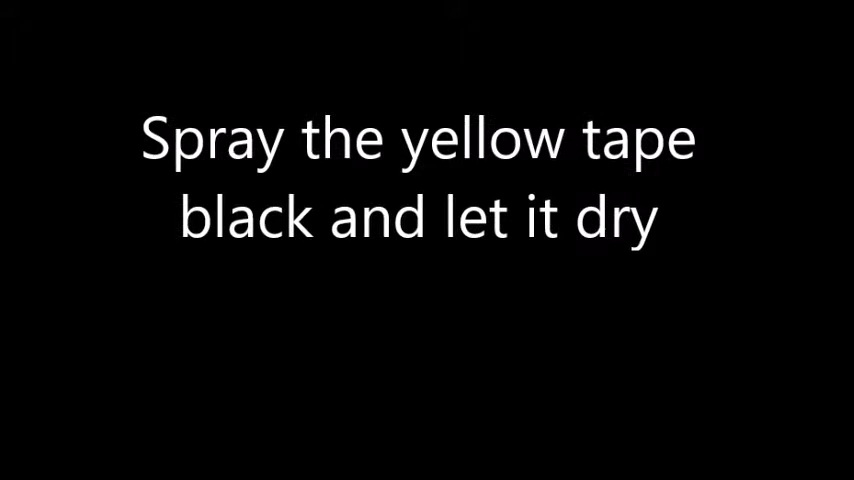 Spray the yellow tape
black and let it dry